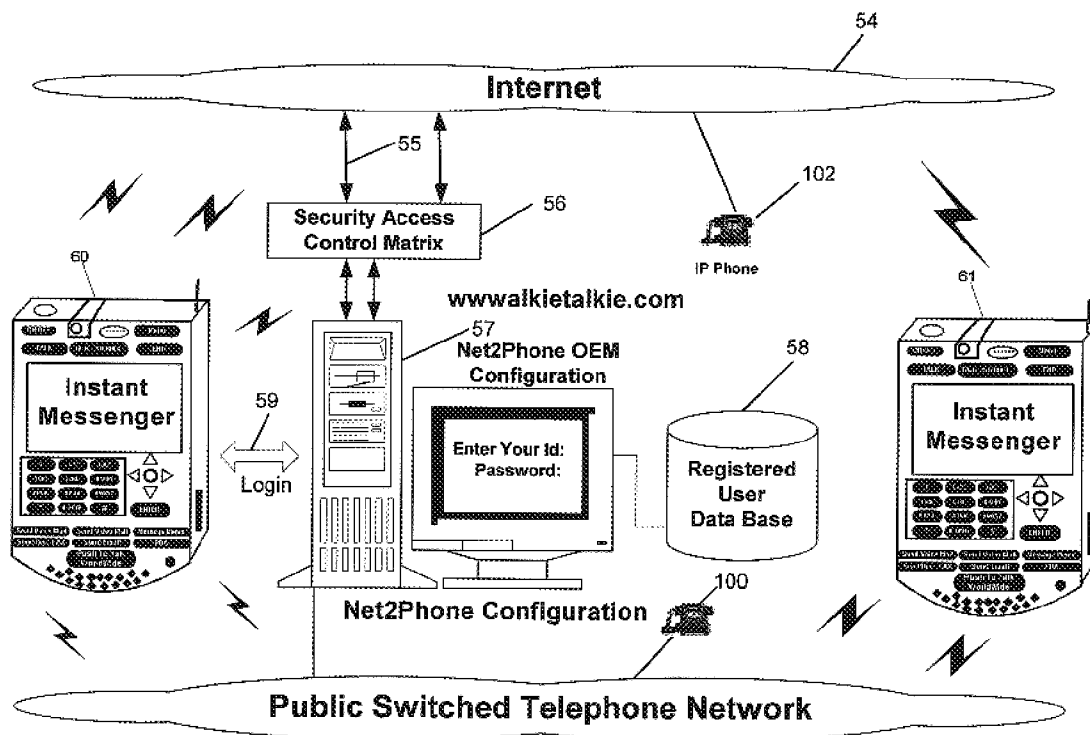 54
Internet
55
102
Security Access
Control Matrix
56
IP Phone
60
61
wwwalkietalkie.com
57
Net2Phone OEM
Configuration
58
Instant
Messenger
59
Login
Enter Your Id:
Password:
Registered
User
Data Base
Instant
Messenger
100
Net2Phone Configuration
Public Switched Telephone Network